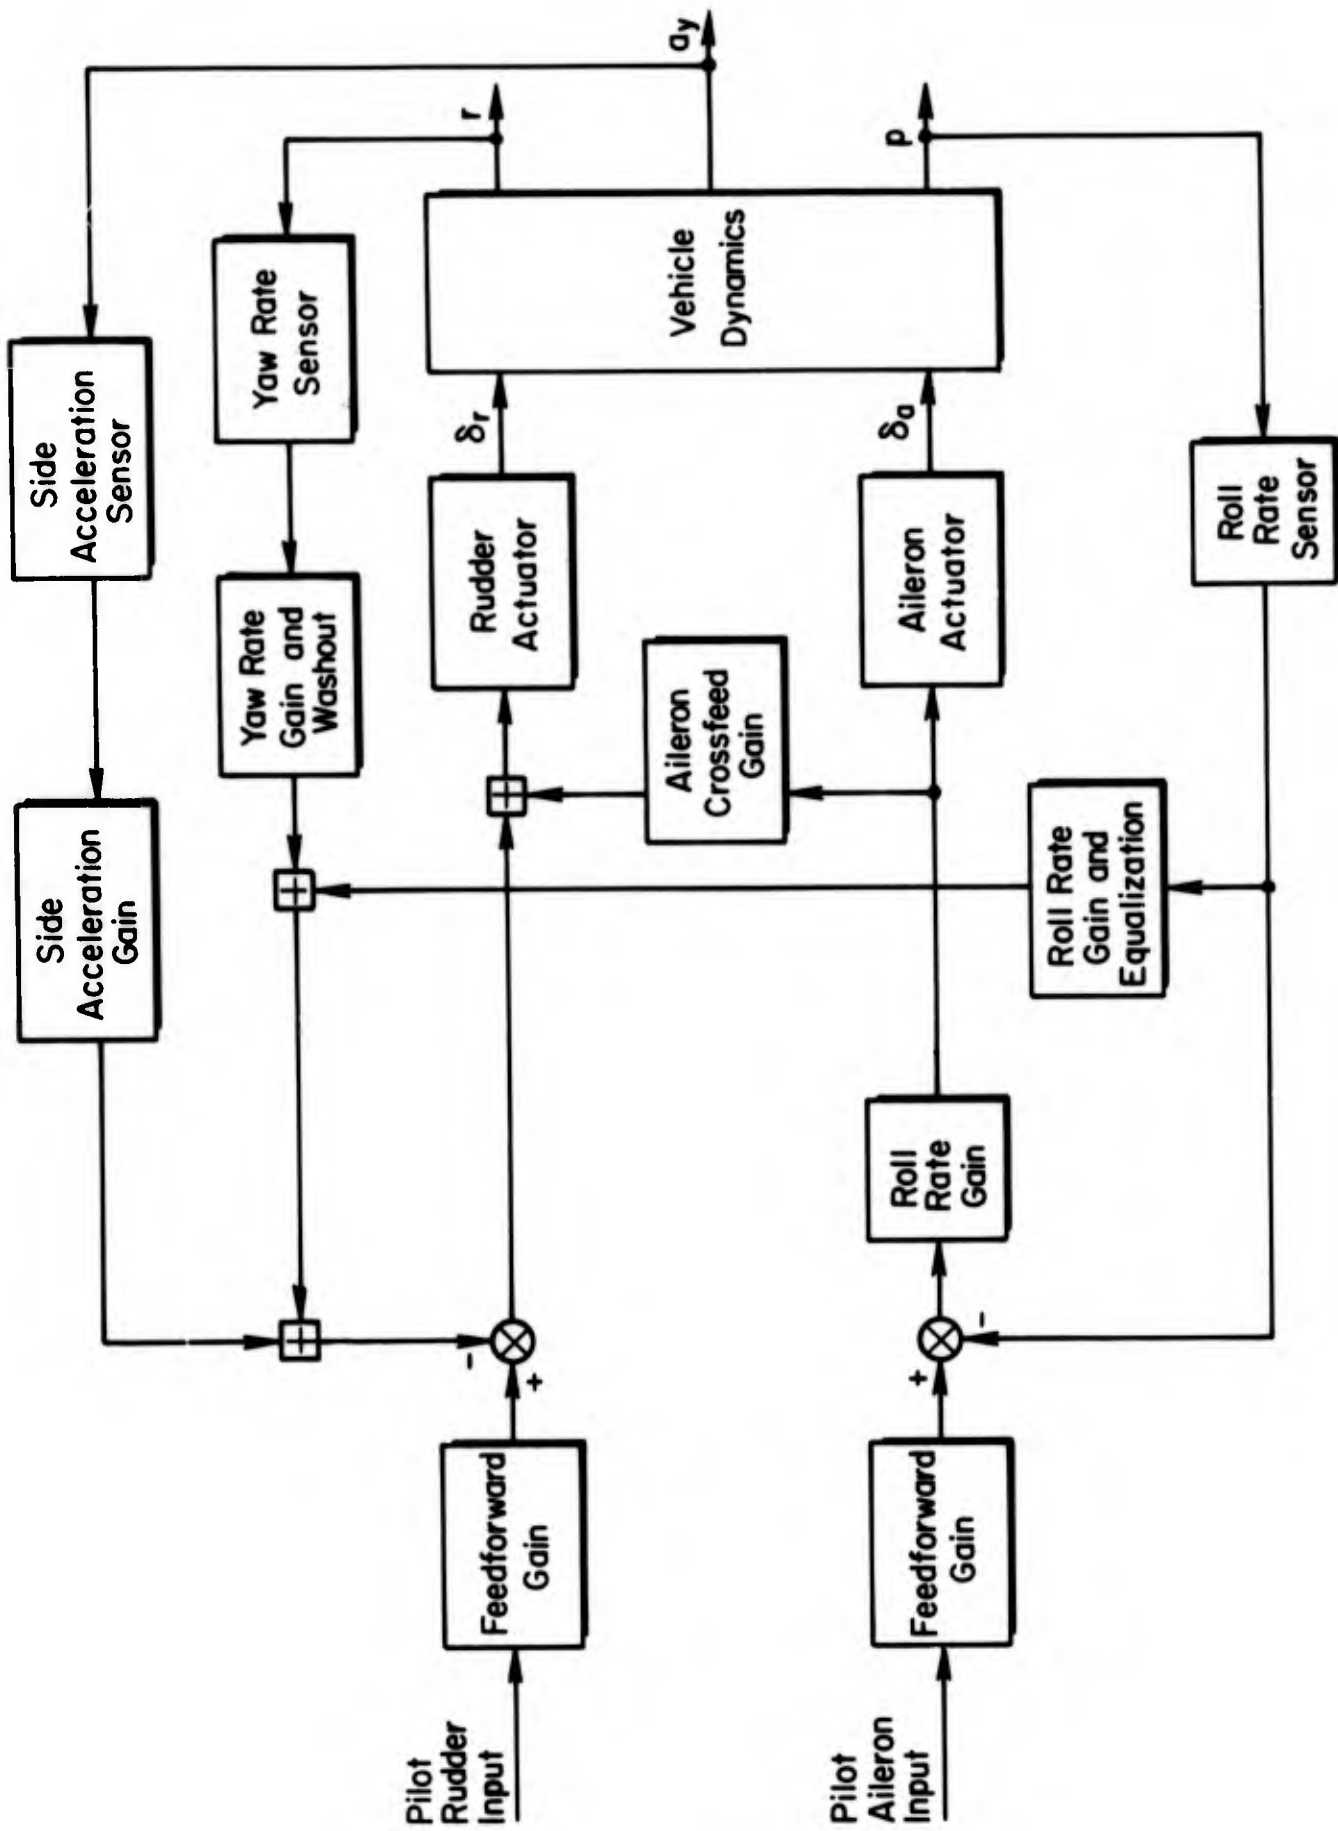 Side
Acceleration
Gain
Side
Acceleration
Sensor
Yaw Rate
Gain and
Washout
Yaw Rate
Sensor
r
ay
Pilot
Rudder
Input
Feedforward
Gain
+
-
Rudder
Actuator
δr
Aileron
Crossfeed
Gain
Vehicle
Dynamics
Pilot
Aileron
Input
Feedforward
Gain
+
-
Roll
Rate
Gain
Aileron
Actuator
δa
p
Roll Rate
Gain and
Equalization
Roll
Rate
Sensor